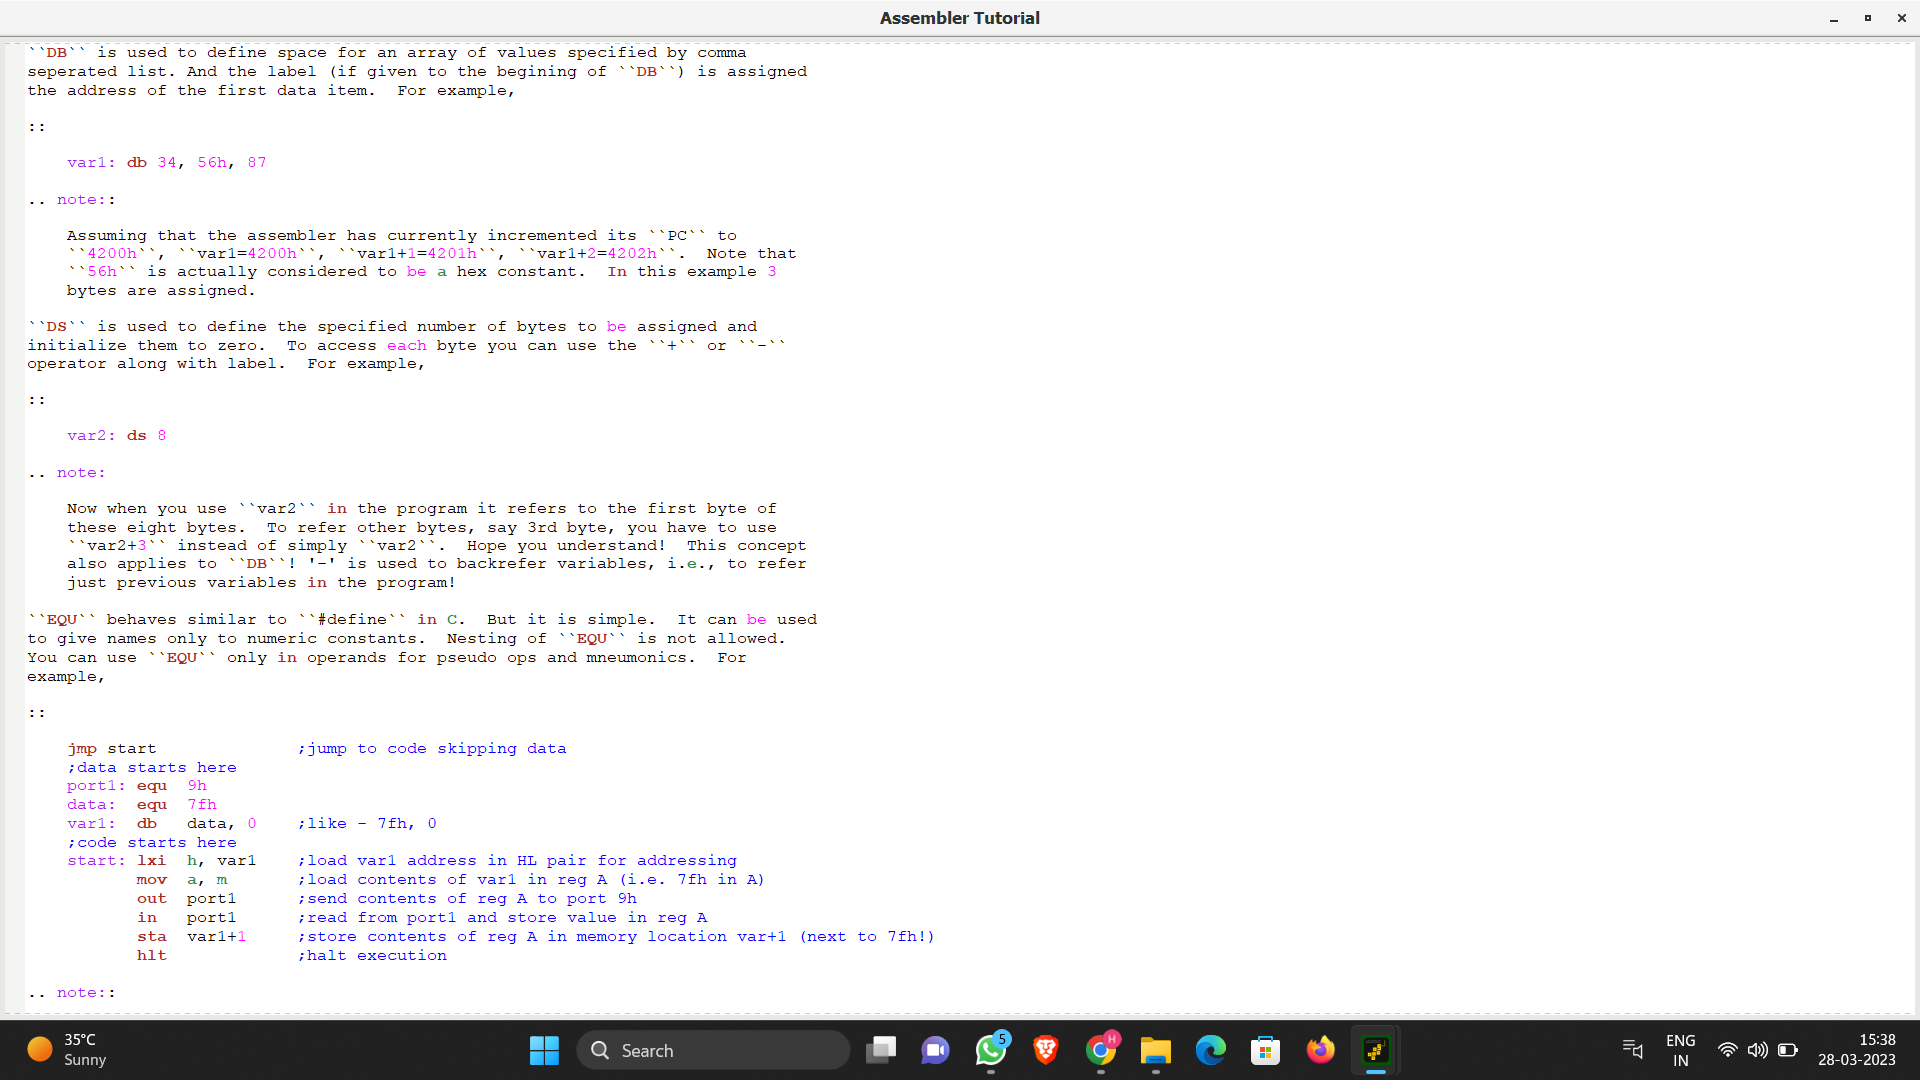 Assembler Tutorial
``DB`` is used to define space for an array of values specified by comma
seperated list. And the label (if given to the begining of ``DB``) is assigned
the address of the first data item.  For example,
::
var1: db 34, 56h, 87
.. note::
Assuming that the assembler has currently incremented its ``PC`` to
``4200h``, ``var1=4200h``, ``var1+1=4201h``, ``var1+2=4202h``.  Note that
``56h`` is actually considered to be a hex constant.  In this example 3
bytes are assigned.
``DS`` is used to define the specified number of bytes to be assigned and
initialize them to zero.  To access each byte you can use the ``+`` or ``-``
operator along with label.  For example,
::
var2: ds 8
.. note:
Now when you use ``var2`` in the program it refers to the first byte of
these eight bytes.  To refer other bytes, say 3rd byte, you have to use
``var2+3`` instead of simply ``var2``.  Hope you understand!  This concept
also applies to ``DB``! '-' is used to backrefer variables, i.e., to refer
just previous variables in the program!
``EQU`` behaves similar to ``#define`` in C.  But it is simple.  It can be used
to give names only to numeric constants.  Nesting of ``EQU`` is not allowed.
You can use ``EQU`` only in operands for pseudo ops and mneumonics.  For
example,
::
jmp start              ;jump to code skipping data
;data starts here
port1: equ  9h
data:  equ  7fh
var1:  db   data, 0    ;like - 7fh, 0
;code starts here
start: lxi  h, var1    ;load var1 address in HL pair for addressing
mov  a, m       ;load contents of var1 in reg A (i.e. 7fh in A)
out  port1      ;send contents of reg A to port 9h
in   port1      ;read from port1 and store value in reg A
sta  var1+1     ;store contents of reg A in memory location var+1 (next to 7fh!)
hlt             ;halt execution
.. note::
35°C
Sunny
Search
5
H
ENG
IN
15:38
28-03-2023